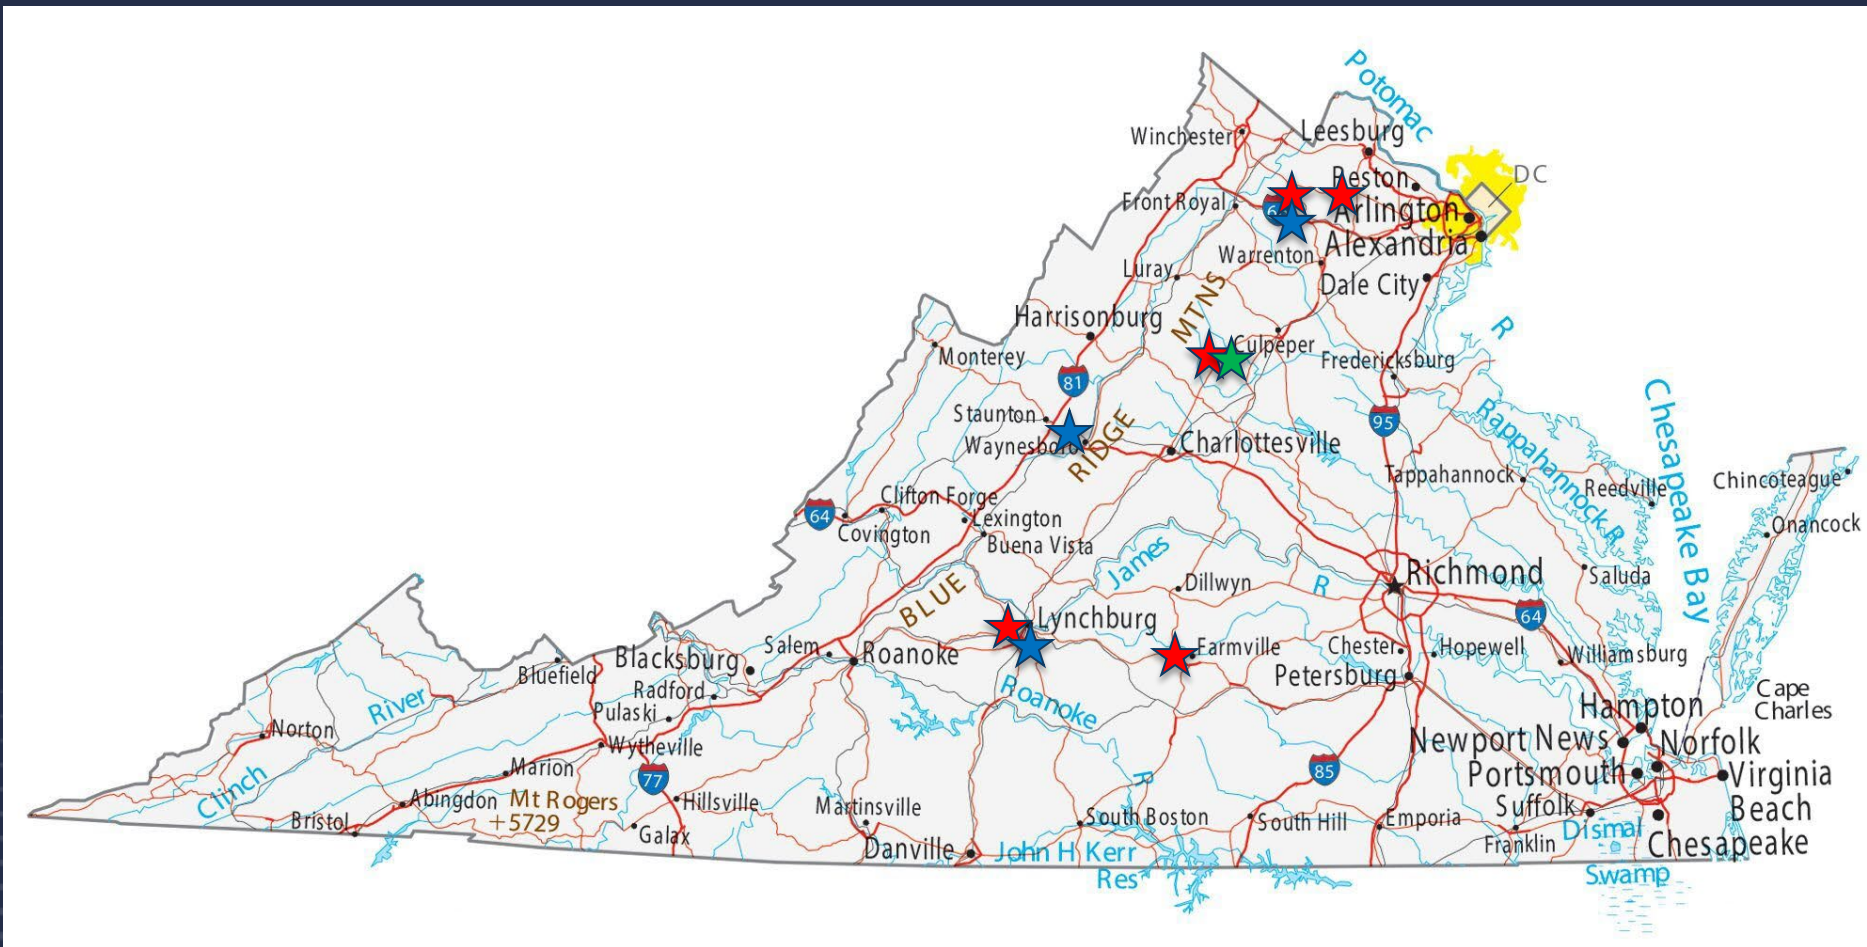 Potomac
Winchester
Leesburg
Reston
DC
Front Royal
Arlington
Alexandria
Warrenton
Luray
Dale City
MTNS
Harrisonburg
R
Culpeper
Monterey
Fredericksburg
81
Staunton
95
Rappahannock R
Chesapeake Bay
Waynesboro
RIDGE
Charlottesville
Tappahannock
Reedville
Chincoteague
Clifton Forge
64
Lexington
Onancock
Covington
Buena Vista
James
R
Richmond
Saluda
Dillwyn
BLUE
64
Lynchburg
Salem
Roanoke
Farmville
Chester
Hopewell
Williamsburg
Blacksburg
Bluefield
Petersburg
Radford
Roanoke
R
River
Clinch
Pulaski
Cape
Charles
Hampton
Norton
Wytheville
Newport News
Norfolk
Marion
77
85
Portsmouth
Virginia
Beach
Abingdon
Mt Rogers
+5729
Hillsville
Martinsville
Suffolk
Bristol
South Boston
South Hill
Emporia
Dismal
Swamp
Galax
Danville
Franklin
Chesapeake
John H Kerr
Res